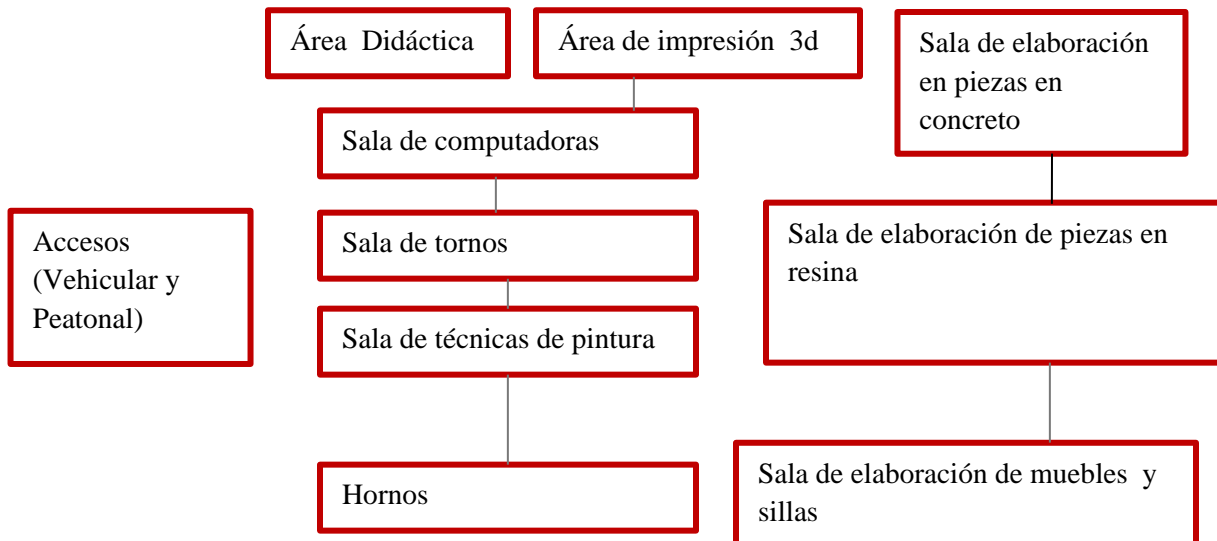 Área  Didáctica
Área de impresión  3d
Sala de elaboración
en piezas en
concreto
Sala de computadoras
Accesos
(Vehicular y
Peatonal)
Sala de tornos
Sala de elaboración de piezas en
resina
Sala de técnicas de pintura
Hornos
Sala de elaboración de muebles  y
sillas